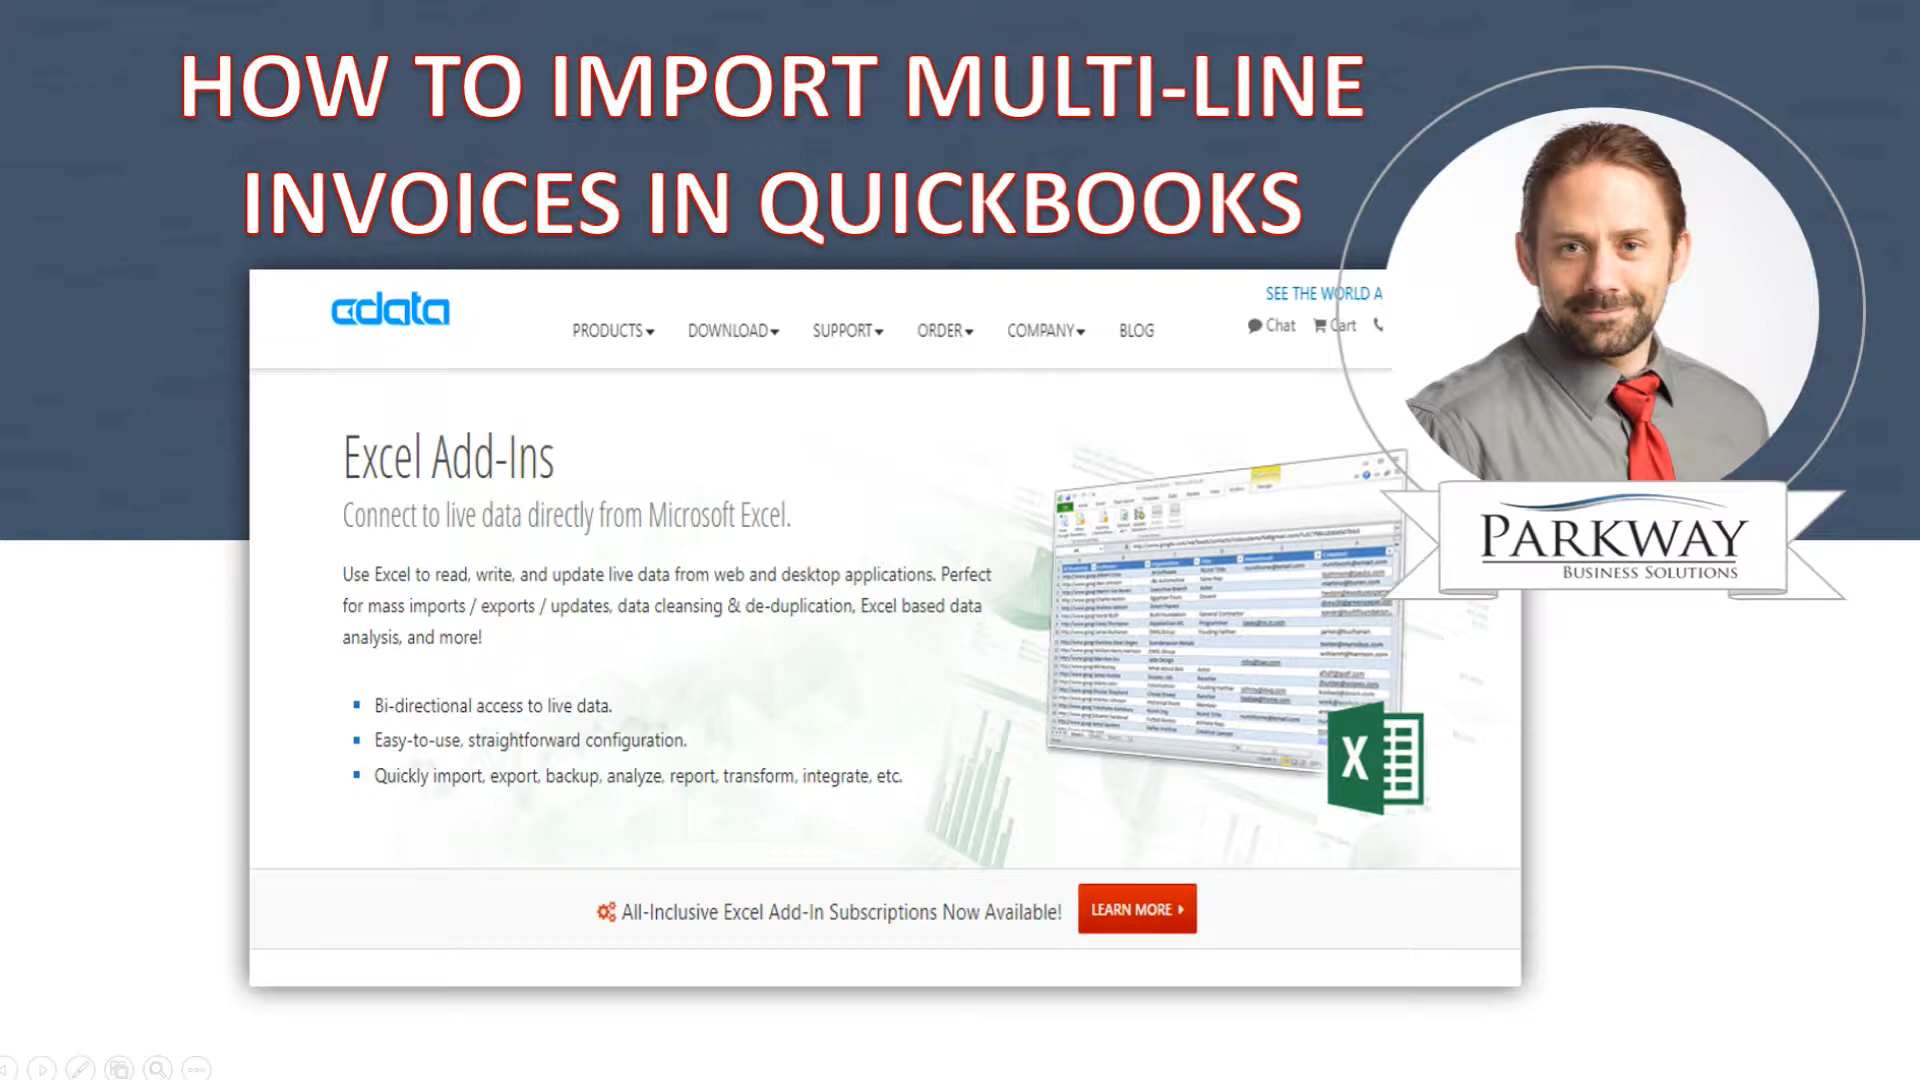 HOW TO IMPORT MULTI-LINE
INVOICES IN QUICKBOOKS
cdata
SEE THE WORLD A
PRODUCTS DOWNLOAD SUPPORT ORDER COMPANY BLOG
Chat Cart
Excel Add-Ins
Connect to live data directly from Microsoft Excel.
Use Excel to read, write, and update live data from web and desktop applications. Perfect
for mass imports / exports / updates, data cleansing & de-duplication, Excel based data
analysis, and more!
Bi-directional access to live data.
Easy-to-use, straightforward configuration.
Quickly import, export, backup, analyze, report, transform, integrate, etc.
X
All-Inclusive Excel Add-In Subscriptions Now Available!
LEARN MORE
PARKWAY
BUSINESS SOLUTIONS